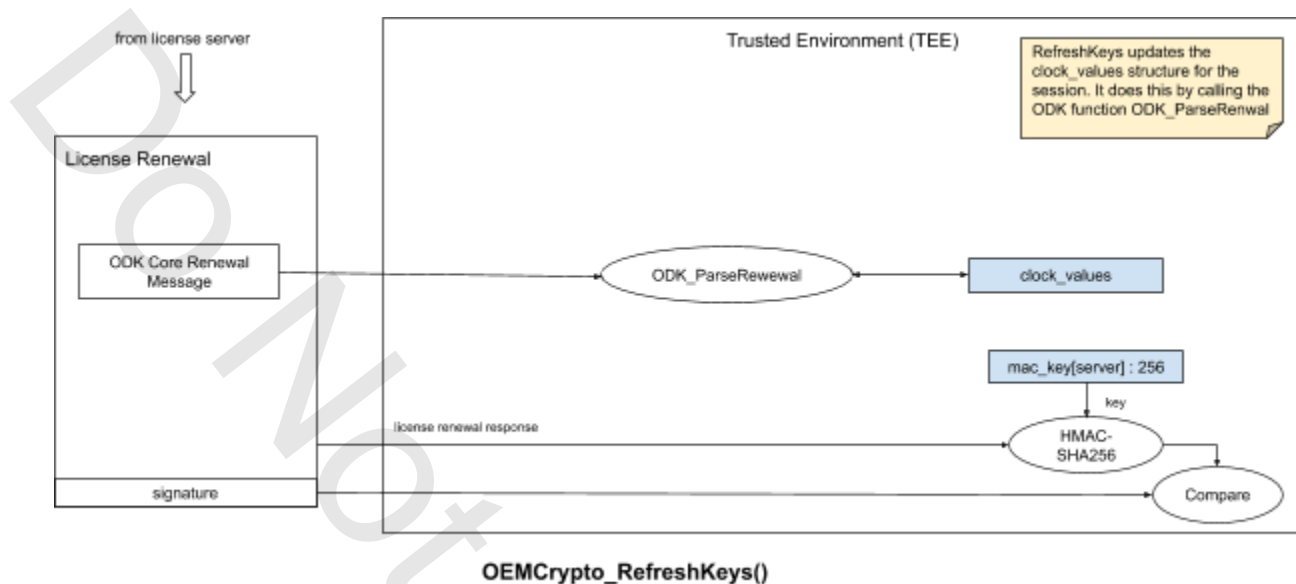 from license server
Trusted Environment (TEE)
RefreshKeys updates the
clock_values structure for the
session. It does this by calling the
ODK function ODK_ParseRenwal
License Renewal
ODK Core Renewal
Message
ODK_ParseRewewal
clock_values
mac_key[server] : 256
key
license renewal response
HMAC-
SHA256
signature
Compare
OEMCrypto_RefreshKeys()
Do Not